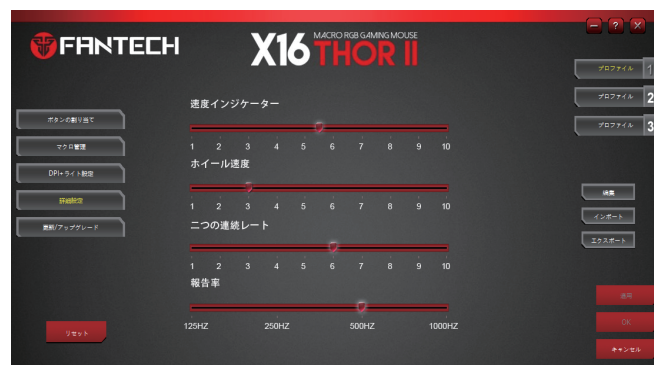 FANTECH
X16
MACRO RGB GAMING MOUSE
THOR II
プロファイル 1
プロファイル 2
プロファイル 3
ボタンの割り当て
マクロ管理
DPI+ライト設定
詳細設定
更新/アップグレード
リセット
速度インジケーター
1 2 3 4 5 6 7 8 9 10
ホイール速度
1 2 3 4 5 6 7 8 9 10
二つの連続レート
1 2 3 4 5 6 7 8 9 10
報告率
125HZ 250HZ 500HZ 1000HZ
編集
インポート
エクスポート
適用
OK
キャンセル